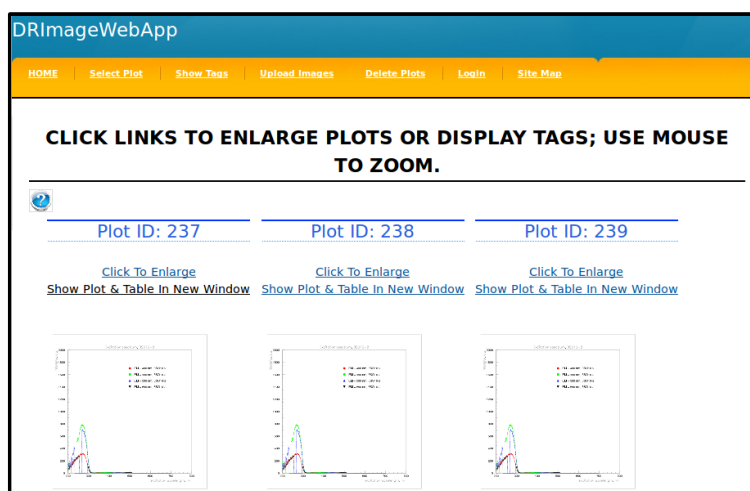 DRImageWebApp
HOME Select Plot Show Tags Upload Images Delete Plots Login Site Map
CLICK LINKS TO ENLARGE PLOTS OR DISPLAY TAGS; USE MOUSE
TO ZOOM.
Plot ID: 237 Plot ID: 238 Plot ID: 239
Click To Enlarge Click To Enlarge Click To Enlarge
Show Plot & Table In New Window Show Plot & Table In New Window Show Plot & Table In New Window